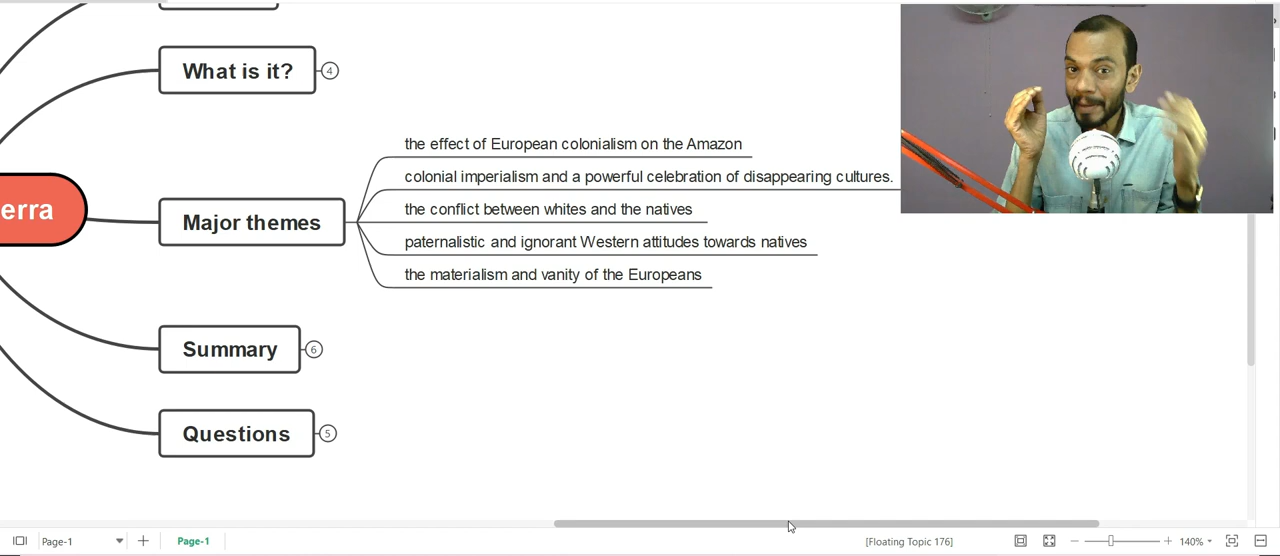 What is it?
4
the effect of European colonialism on the Amazon
colonial imperialism and a powerful celebration of disappearing cultures.
the conflict between whites and the natives
paternalistic and ignorant Western attitudes towards natives
the materialism and vanity of the Europeans
erra
Major themes
Summary
6
Questions
5
Page-1
Page-1
[Floating Topic 176]
140%